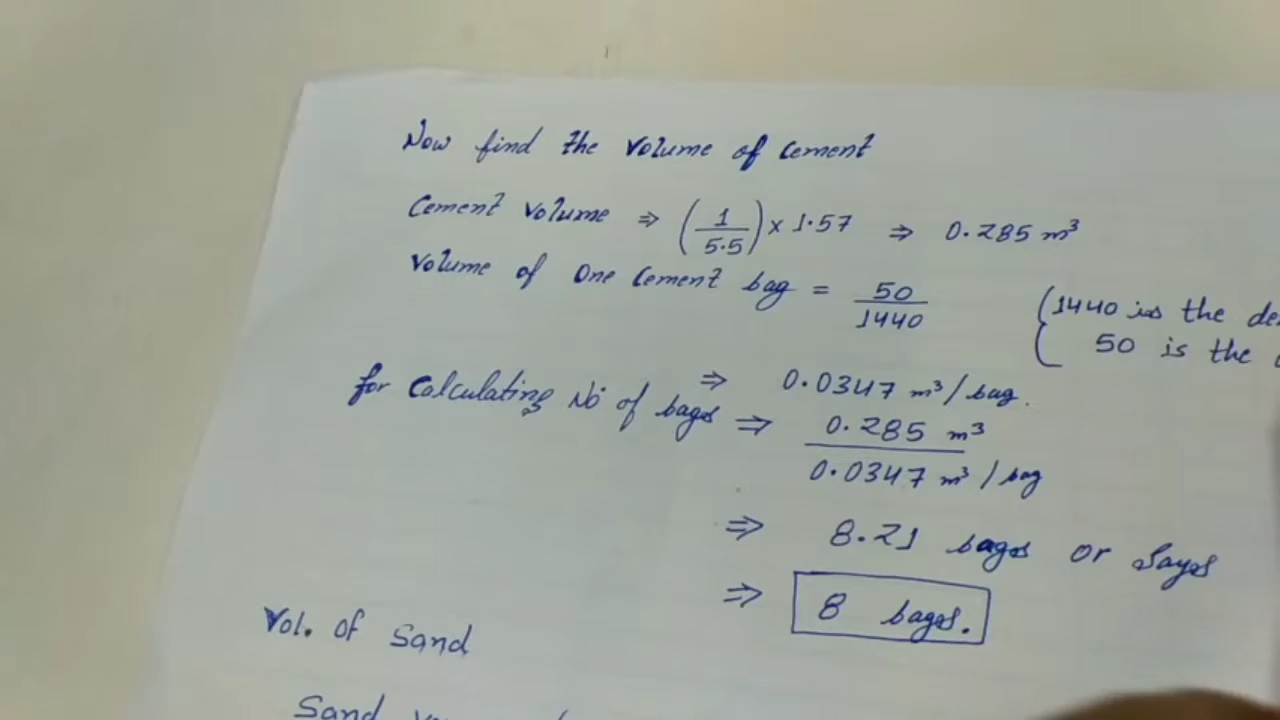 Now find the volume of cement
Cement volume ⇒ (1/5.5) × 1.57 ⇒ 0.285 m³
Volume of one cement bag = 50/1440
{1440 is the
50 is the
⇒ 0.0347 m³/bag.
for calculating No of bags ⇒ 0.285 m³ / 0.0347 m³/bag
⇒ 8.21 bags or says
⇒ 8 bags.
Vol. of Sand
Sand